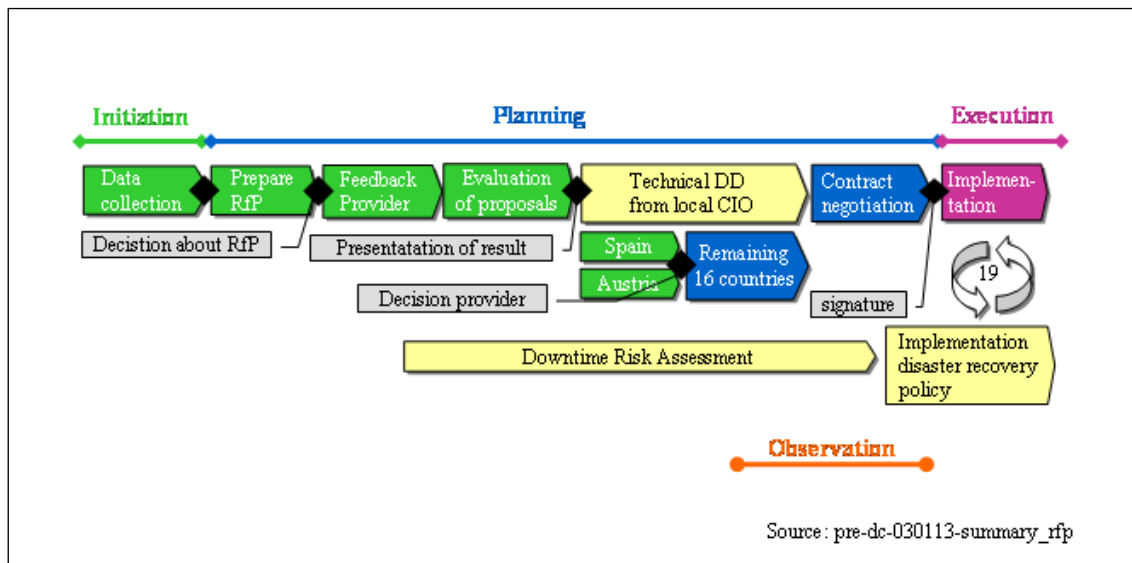 Initiation
Planning
Execution
Data
collection
Prepare
RfP
Feedback
Provider
Evaluation
of proposals
Technical DD
from local CIO
Contract
negotiation
Implemen-
tation
Decistion about RfP
Presentatation of result
Spain
Austria
Remaining
16 countries
Decision provider
signature
19
Downtime Risk Assessment
Implementation
disaster recovery
policy
Observation
Source: pre-dc-030113-summary_rfp